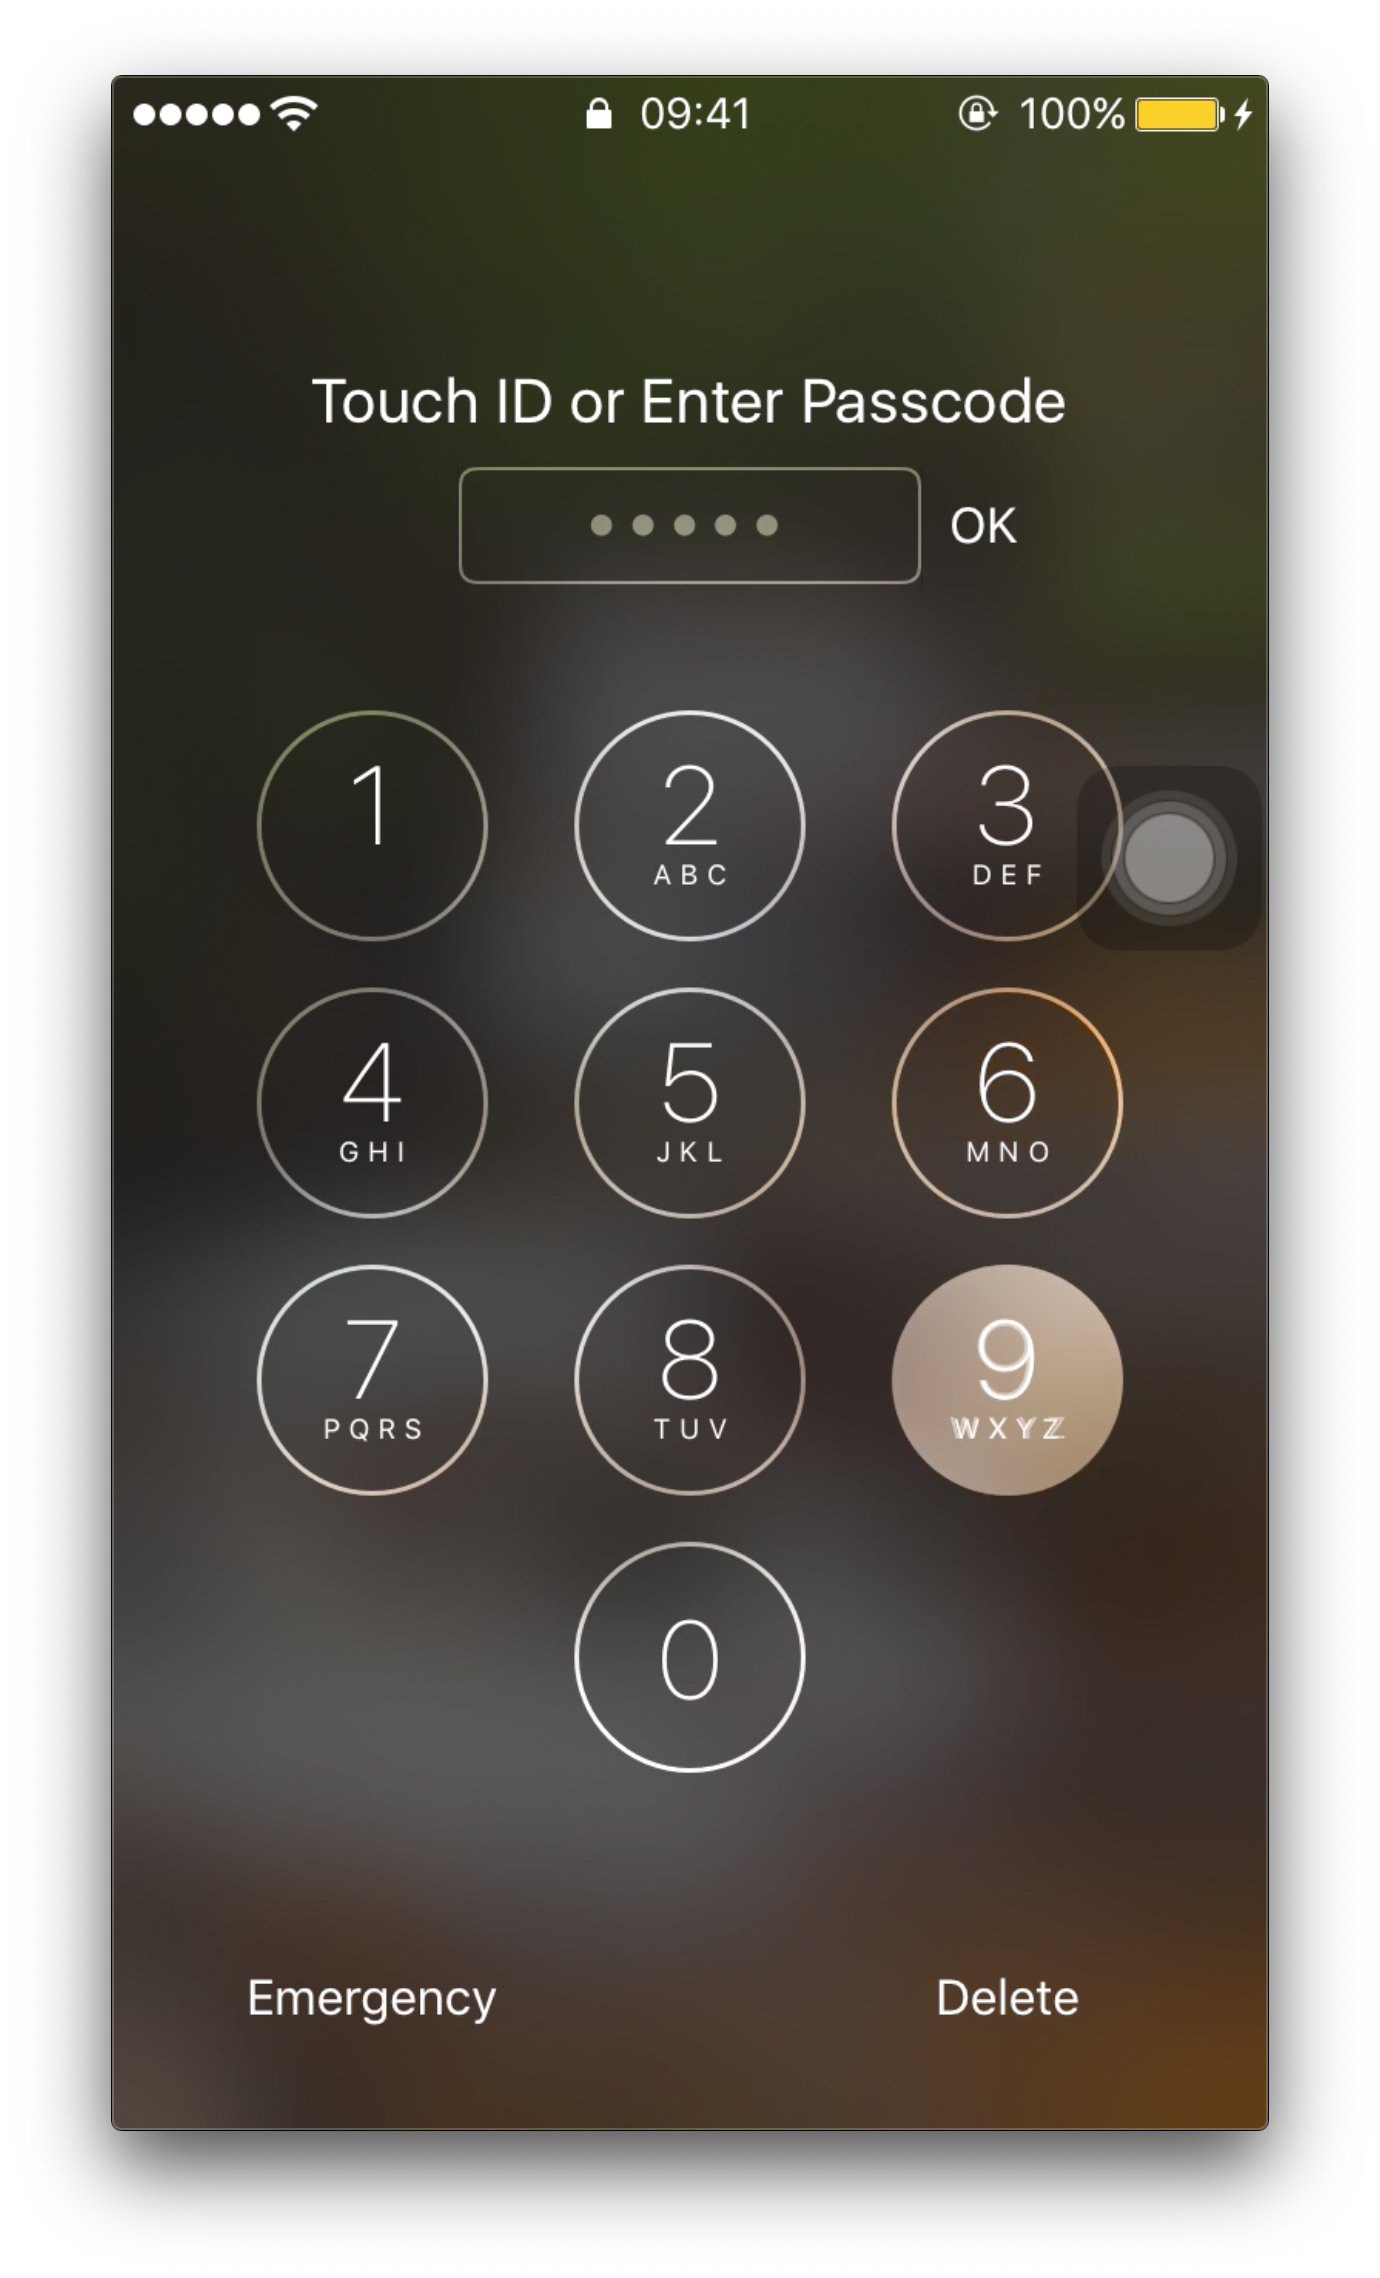 09:41 100%
Touch ID or Enter Passcode
OK
1 2 3
ABC DEF
4 5 6
GHI JKL MNO
7 8 9
PQRS TUV WXYZ
0
Emergency Delete